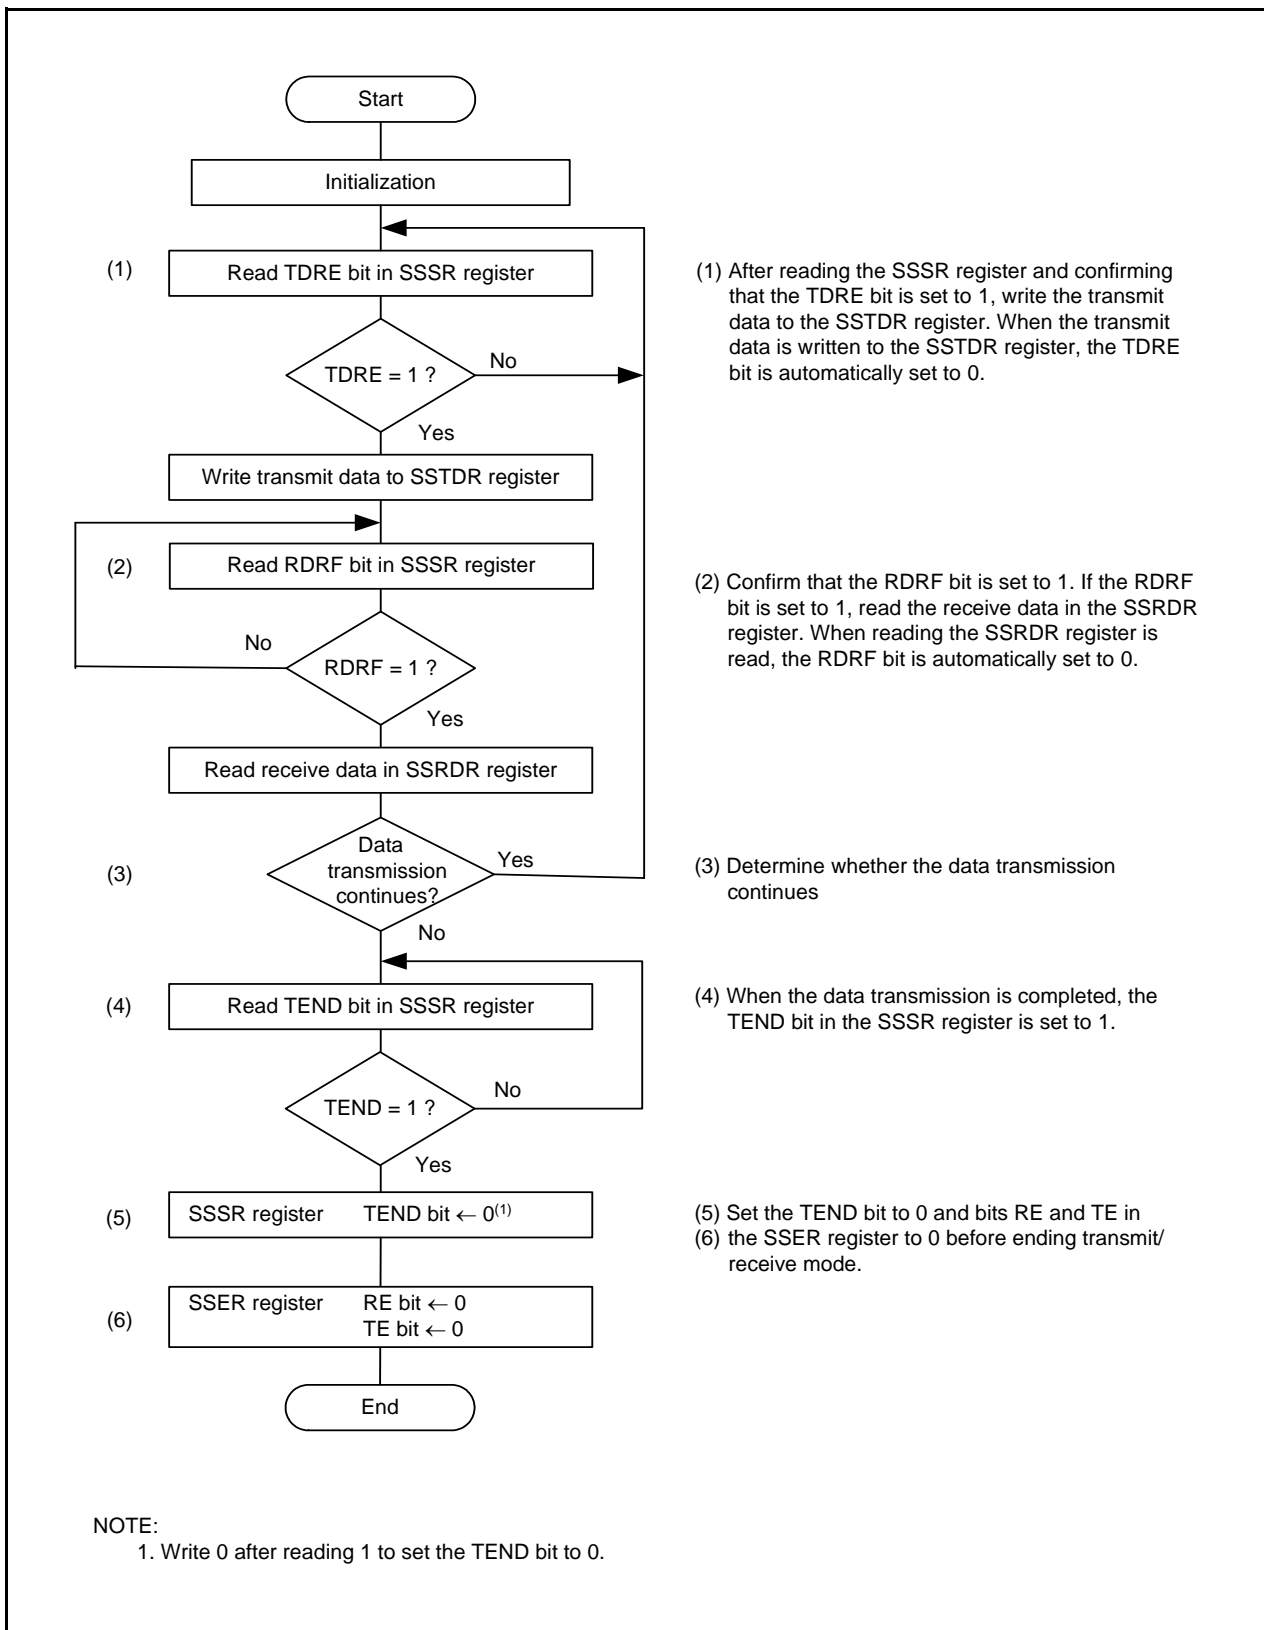 Start
Initialization
(1)
Read TDRE bit in SSSR register
TDRE = 1 ?
No
Yes
Write transmit data to SSTDR register
(2)
Read RDRF bit in SSSR register
No
RDRF = 1 ?
Yes
Read receive data in SSRDR register
(3)
Data
transmission
continues?
Yes
No
(4)
Read TEND bit in SSSR register
TEND = 1 ?
No
Yes
(5)
SSSR register TEND bit ← 0(1)
(6)
SSER register RE bit ← 0
TE bit ← 0
End
(1) After reading the SSSR register and confirming
that the TDRE bit is set to 1, write the transmit
data to the SSTDR register. When the transmit
data is written to the SSTDR register, the TDRE
bit is automatically set to 0.
(2) Confirm that the RDRF bit is set to 1. If the RDRF
bit is set to 1, read the receive data in the SSRDR
register. When reading the SSRDR register is
read, the RDRF bit is automatically set to 0.
(3) Determine whether the data transmission
continues
(4) When the data transmission is completed, the
TEND bit in the SSSR register is set to 1.
(5) Set the TEND bit to 0 and bits RE and TE in
(6) the SSER register to 0 before ending transmit/
receive mode.
NOTE:
1. Write 0 after reading 1 to set the TEND bit to 0.